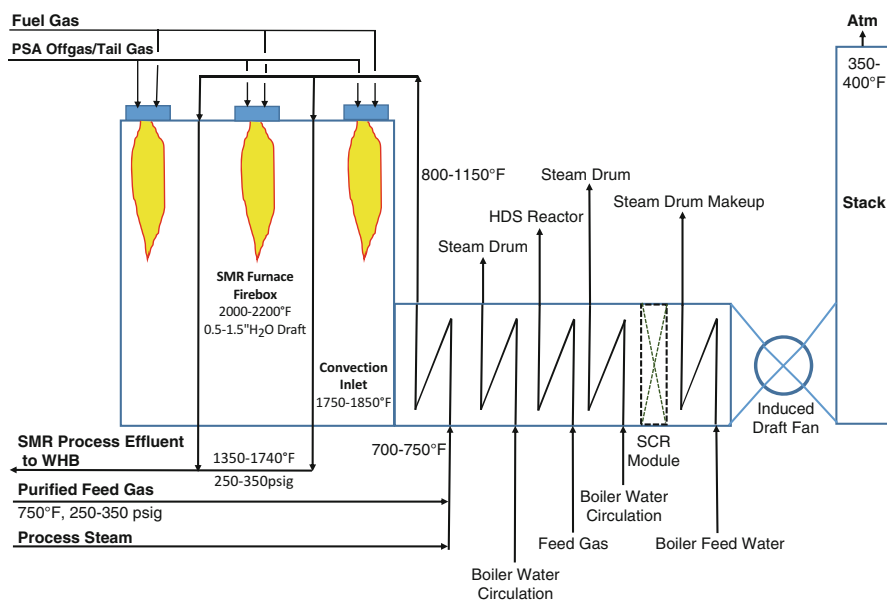 Fuel Gas
PSA Offgas/Tail Gas
Atm
350-
400°F
800-1150°F
Steam Drum
HDS Reactor
Steam Drum
Steam Drum Makeup
Stack
SMR Furnace
Firebox
2000-2200°F
0.5-1.5"H₂O Draft
Convection
Inlet
1750-1850°F
Induced
Draft Fan
SCR
Module
SMR Process Effluent
to WHB
1350-1740°F
250-350psig
700-750°F
Purified Feed Gas
750°F, 250-350 psig
Process Steam
Boiler Water
Circulation
Feed Gas
Boiler Water
Circulation
Boiler Feed Water